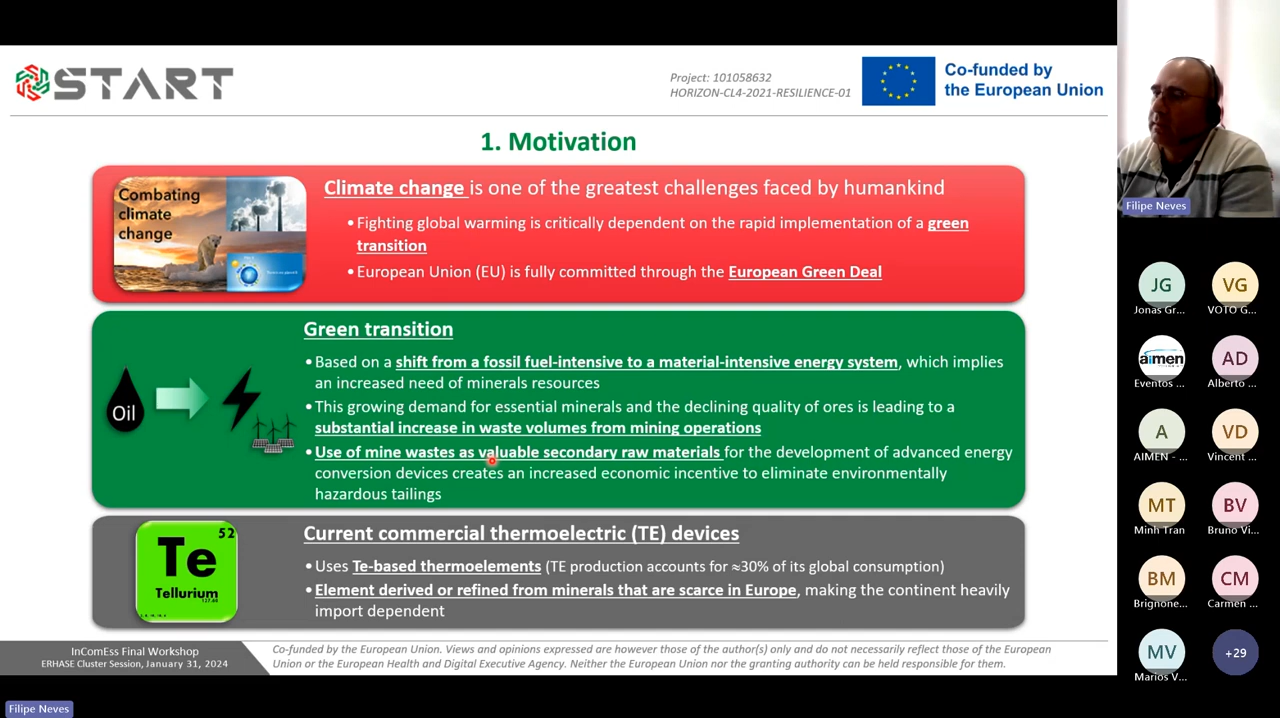 START
Project: 101058632
HORIZON-CL4-2021-RESILIENCE-01
Co-funded by
the European Union
1. Motivation
Combating
climate
change
Climate change is one of the greatest challenges faced by humankind
•Fighting global warming is critically dependent on the rapid implementation of a green
transition
•European Union (EU) is fully committed through the European Green Deal
Green transition
•Based on a shift from a fossil fuel-intensive to a material-intensive energy system, which implies
an increased need of minerals resources
•This growing demand for essential minerals and the declining quality of ores is leading to a
substantial increase in waste volumes from mining operations
•Use of mine wastes as valuable secondary raw materials for the development of advanced energy
conversion devices creates an increased economic incentive to eliminate environmentally
hazardous tailings
Oil
Current commercial thermoelectric (TE) devices
52
Te
Tellurium
•Uses Te-based thermoelements (TE production accounts for ≈30% of its global consumption)
•Element derived or refined from minerals that are scarce in Europe, making the continent heavily
import dependent
InComEss Final Workshop
ERHASE Cluster Session, January 31, 2024
Co-funded by the European Union. Views and opinions expressed are however those of the author(s) only and do not necessarily reflect those of the European
Union or the European Health and Digital Executive Agency. Neither the European Union nor the granting authority can be held responsible for them.
Filipe Neves
Filipe Neves
JG
Jonas Gr...
VG
VOTO G...
aimen
Eventos ...
AD
Alberto ...
A
AIMEN - ...
VD
Vincent ...
MT
Minh Tran
BV
Bruno Vi...
BM
Brignone...
CM
Carmen ...
MV
Marios V...
+29